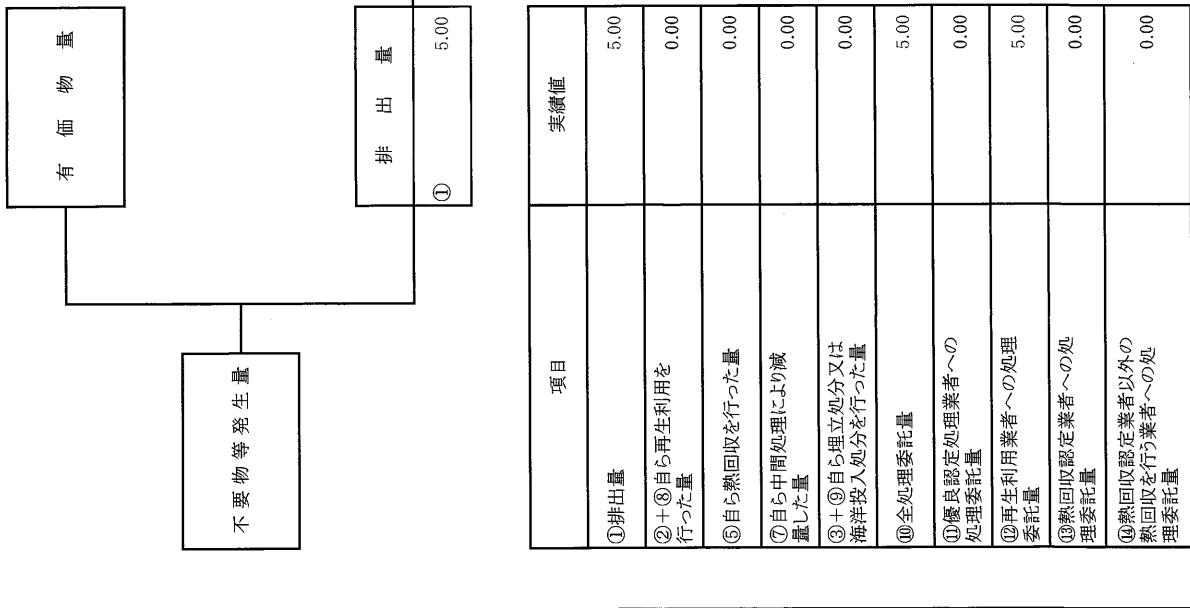 有価物量
排出量
① 5.00
不要物等発生量
項目 実績値
①排出量 5.00
②+⑧自ら再生利用を
行った量 0.00
⑤自ら熱回収を行った量 0.00
⑦自ら中間処理により減
量した量 0.00
③+⑨自ら埋立処分又は
海洋投入処分を行った量 0.00
⑩全処理委託量 5.00
⑪優良認定処理業者への
処理委託量 0.00
⑫再生利用業者への処理
委託量 5.00
⑬熱回収認定業者への処
理委託量 0.00
⑭熱回収認定業者以外の
熱回収を行う業者への処
理委託量 0.00